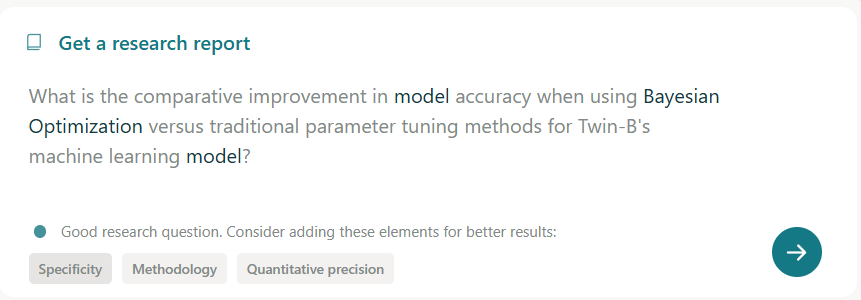 Get a research report
What is the comparative improvement in model accuracy when using Bayesian
Optimization versus traditional parameter tuning methods for Twin-B's
machine learning model?
Good research question. Consider adding these elements for better results:
Specificity Methodology Quantitative precision